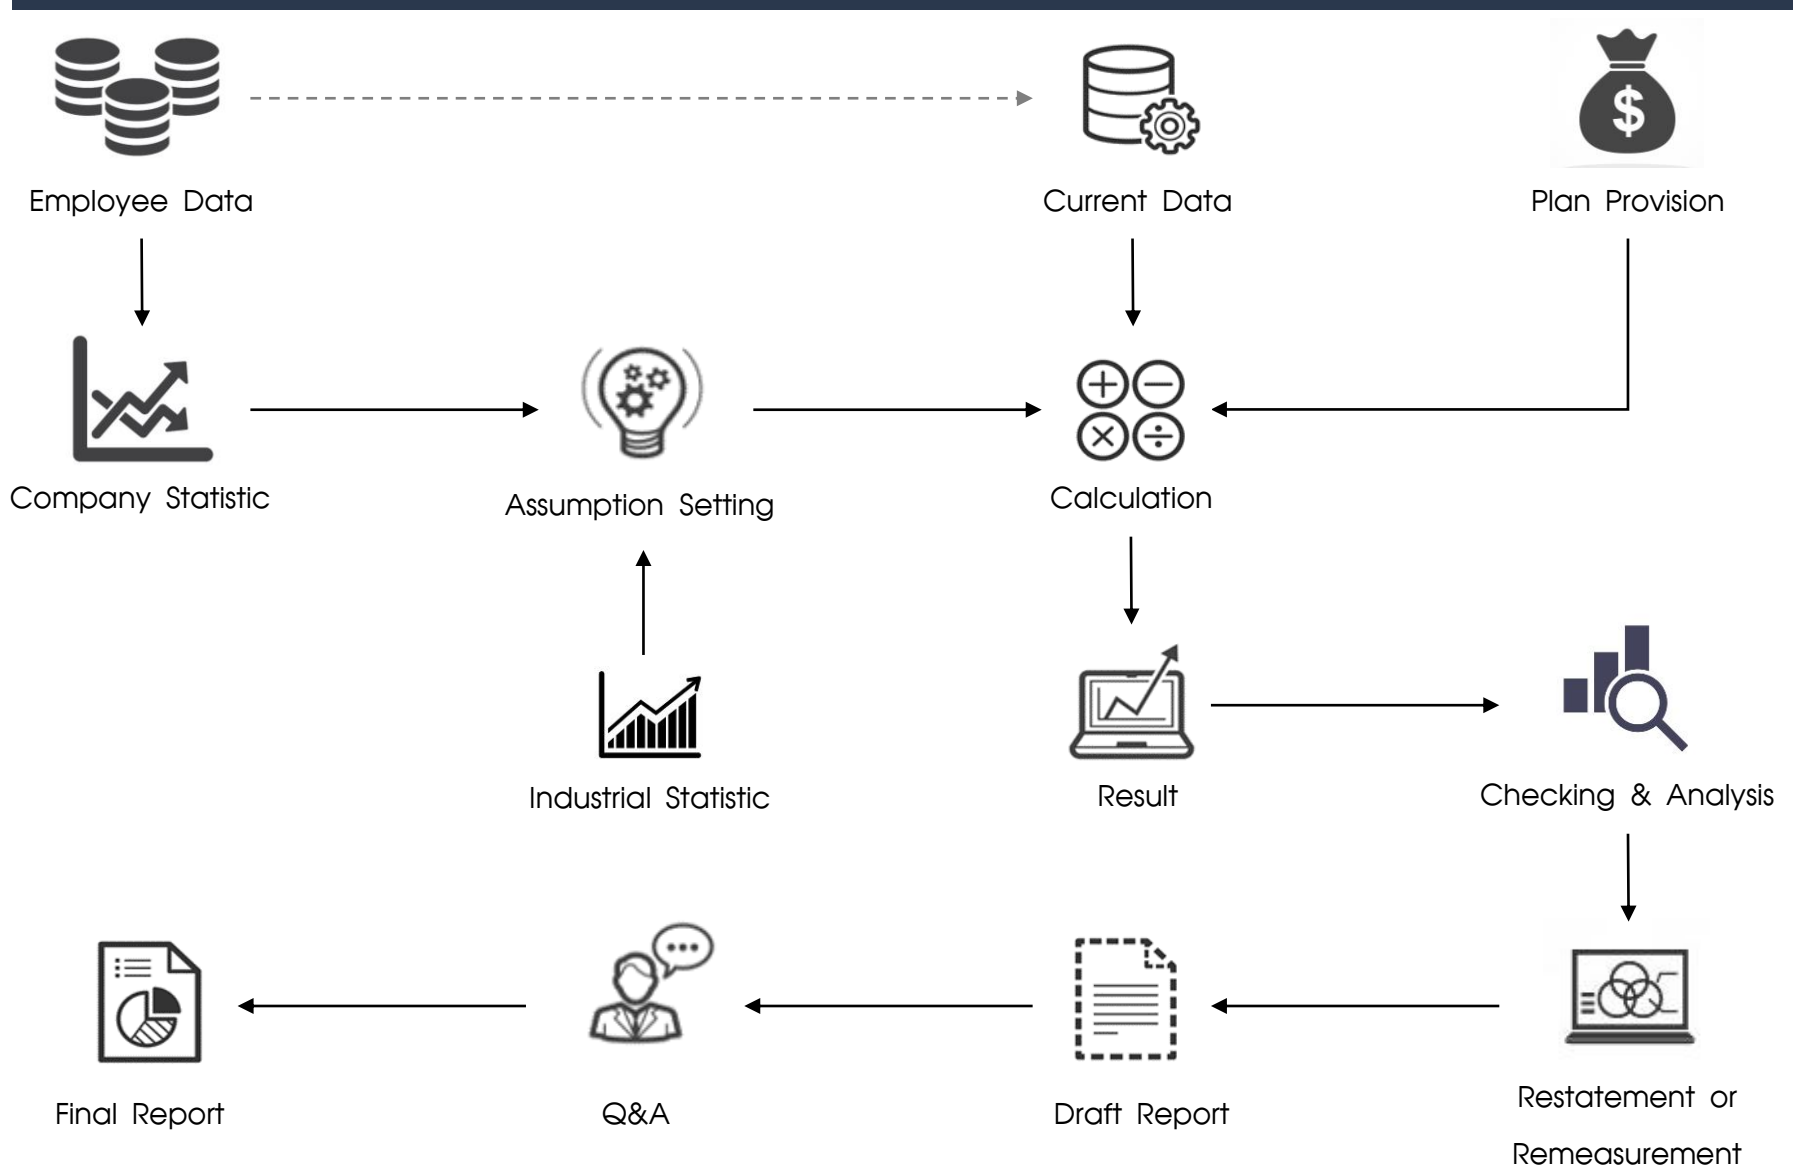 $
Employee Data
Current Data
Plan Provision
Company Statistic
Assumption Setting
Calculation
Industrial Statistic
Result
Checking & Analysis
Final Report
Q&A
Draft Report
Restatement or
Remeasurement